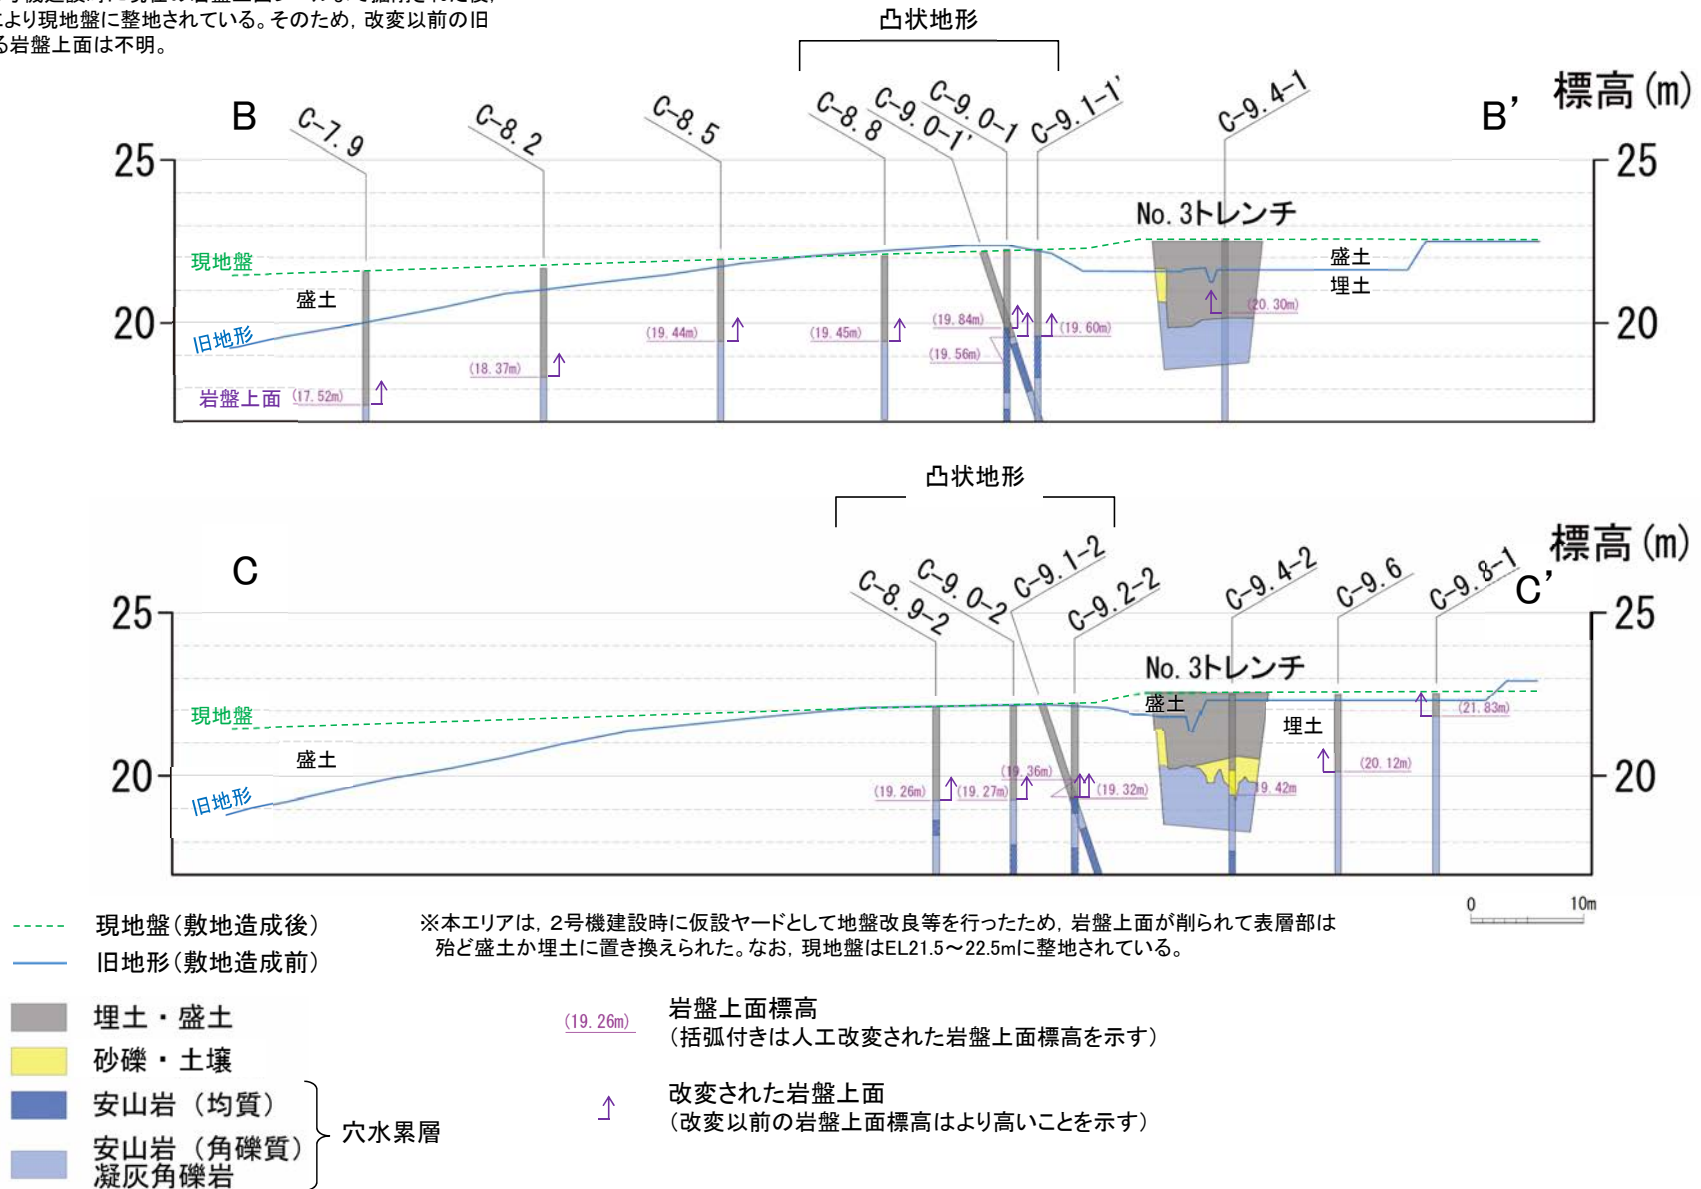 により現地盤に整地されている。そのため，改変以前の旧
る岩盤上面は不明。
凸状地形
B
B’
標高(m)
C-7.9
C-8.2
C-8.5
C-8.8
C-9.0-1’
C-9.0-1
C-9.1-1’
C-9.4-1
25
25
No.3トレンチ
現地盤
盛土
盛土
埋土
20
20
旧地形
岩盤上面
(17.52m)
(18.37m)
(19.44m)
(19.45m)
(19.84m)
(19.56m)
(19.60m)
(20.30m)
凸状地形
C
C’
標高(m)
C-8.9-2
C-9.0-2
C-9.1-2
C-9.2-2
C-9.4-2
C-9.6
C-9.8-1
25
25
No.3トレンチ
現地盤
盛土
盛土
埋土
20
20
旧地形
(19.26m)
(19.27m)
(19.36m)
(19.32m)
19.42m
(20.12m)
(21.83m)
0 10m
現地盤(敷地造成後)
旧地形(敷地造成前)
※本エリアは，2号機建設時に仮設ヤードとして地盤改良等を行ったため，岩盤上面が削られて表層部は
殆ど盛土か埋土に置き換えられた。なお，現地盤はEL21.5～22.5mに整地されている。
埋土・盛土
砂礫・土壌
安山岩（均質）
安山岩（角礫質）
凝灰角礫岩
穴水累層
(19.26m)
岩盤上面標高
(括弧付きは人工改変された岩盤上面標高を示す)
改変された岩盤上面
(改変以前の岩盤上面標高はより高いことを示す)